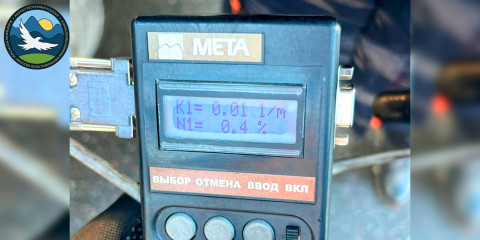 МЕТА
K1= 0.01 1/m
N1= 0.4 %
ВЫБОР ОТМЕНА ВВОД ВКЛ